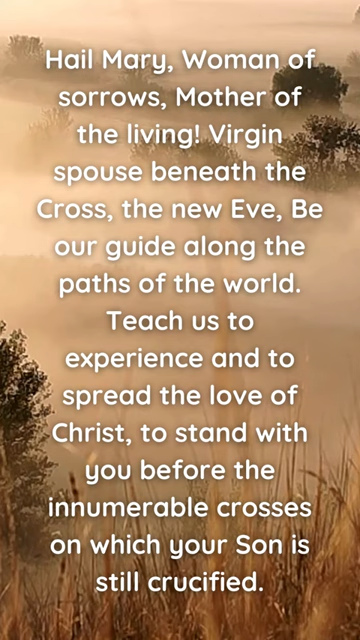 Hail Mary, Woman of
sorrows, Mother of
the living! Virgin
spouse beneath the
Cross, the new Eve, Be
our guide along the
paths of the world.
Teach us to
experience and to
spread the love of
Christ, to stand with
you before the
innumerable crosses
on which your Son is
still crucified.